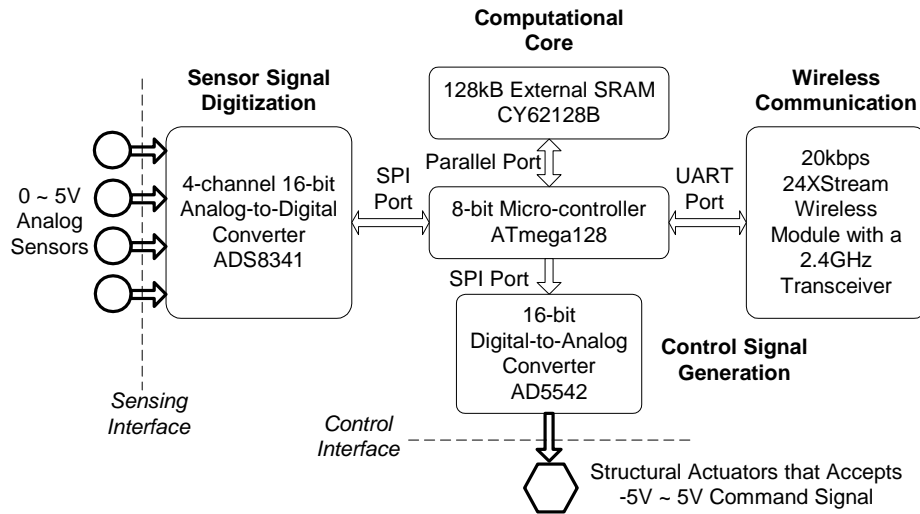 Computational
Core
Sensor Signal
Digitization
Wireless
Communication
128kB External SRAM
CY62128B
0 ~ 5V
Analog
Sensors
4-channel 16-bit
Analog-to-Digital
Converter
ADS8341
SPI
Port
Parallel Port
8-bit Micro-controller
ATmega128
UART
Port
20kbps
24XStream
Wireless
Module with a
2.4GHz
Transceiver
SPI Port
16-bit
Digital-to-Analog
Converter
AD5542
Control Signal
Generation
Sensing
Interface
Control
Interface
Structural Actuators that Accepts
-5V ~ 5V Command Signal